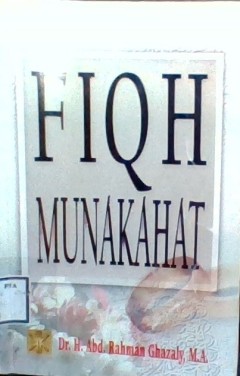 FIQH
MUNAKAHAT
Dr. H. Abd. Rahman Ghazaly, M.A.